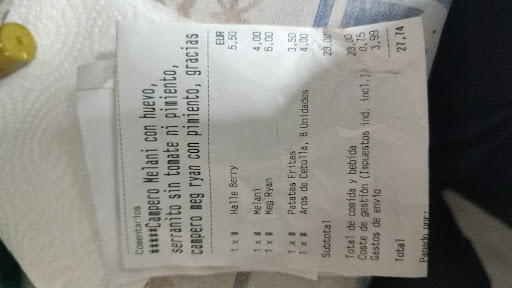 Comentarios
*****Campero Melani con huevo,
serranito sin tomate ni pimiento,
campero meg ryan con pimiento, gracias
EUR
1 x # Halle Berry 5,50
1 x # Melani 4,00
1 x # Meg Ryan 6,00
1 x # Patatas Fritas 3,50
1 x # Aros de Cebolla, 8 Unidades 4,00
Subtotal 23,00
Total de comida y bebida 23,00
Coste de gestión (Impuestos ind. incl.) 0,75
Gastos de envío 3,99
Total 27,74
Pagado por: